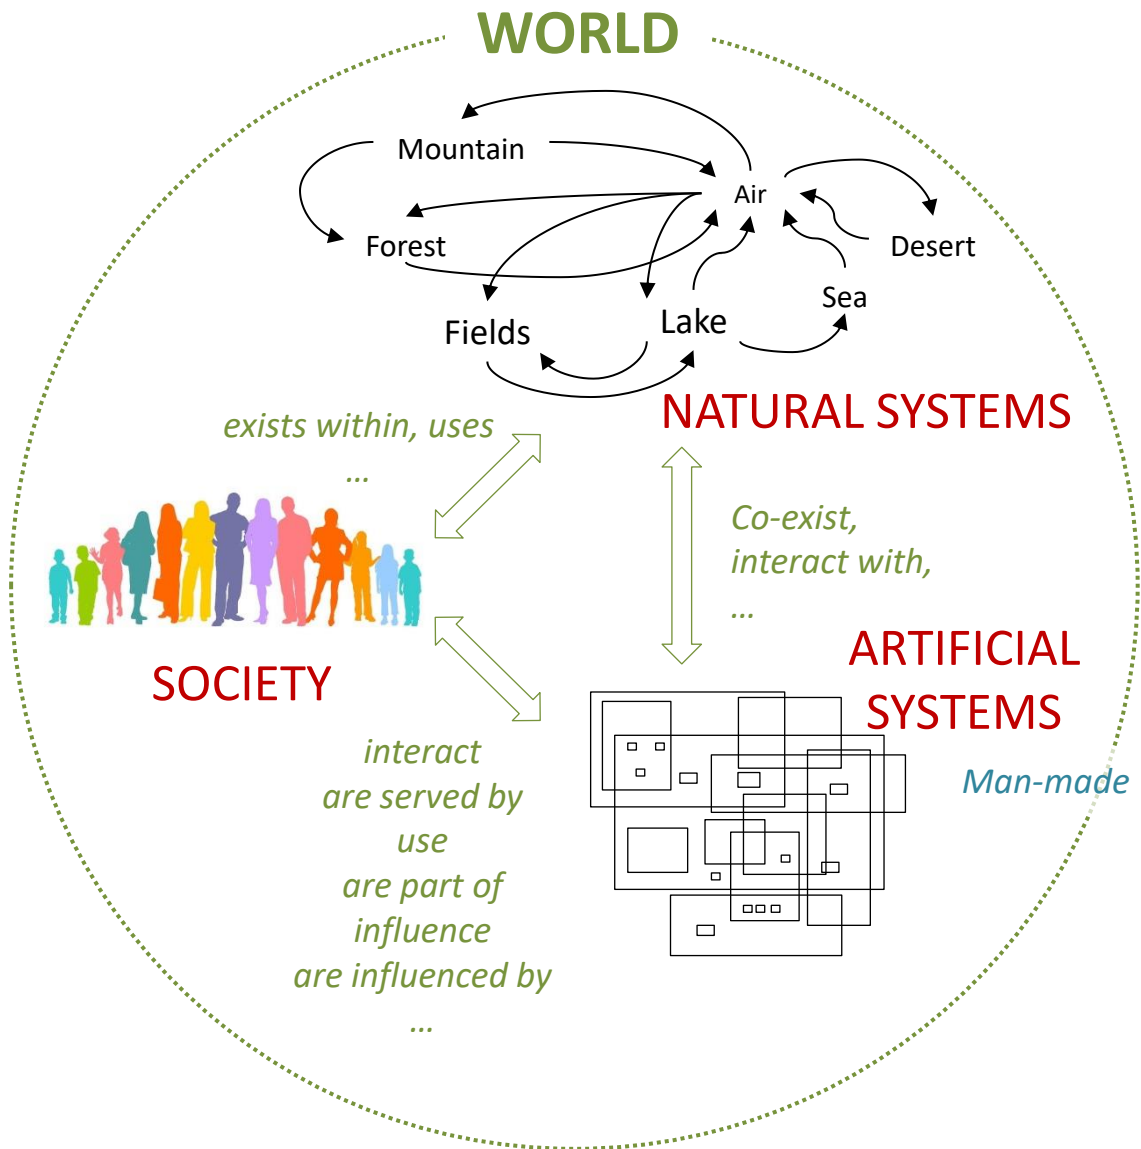 WORLD
Mountain
Air
Forest
Desert
Sea
Fields
Lake
NATURAL SYSTEMS
exists within, uses
...
Co-exist,
interact with,
...
SOCIETY
ARTIFICIAL
SYSTEMS
Man-made
interact
are served by
use
are part of
influence
are influenced by
...